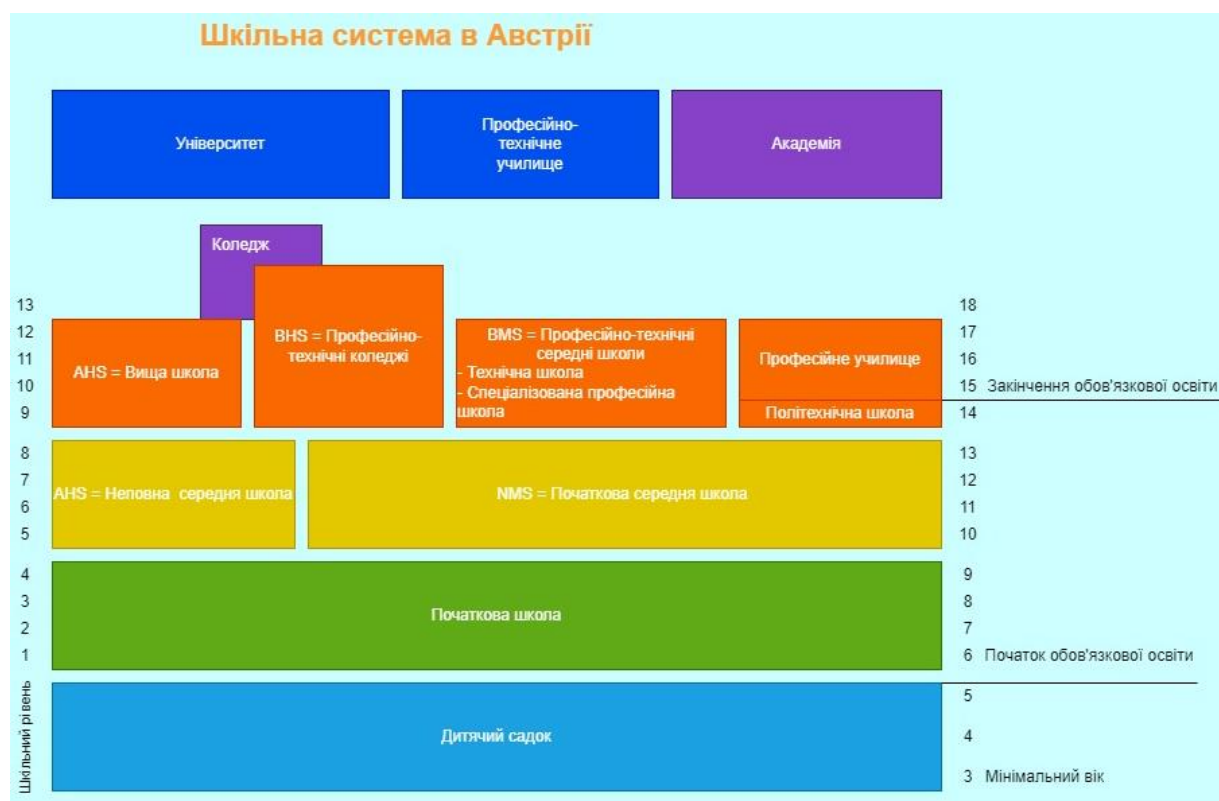 Шкільна система в Австрії
Університет
Професійно-
технічне
училище
Академія
Коледж
13
18
12
BHS = Професійно-
технічні коледжі
BMS = Професійно-технічні
середні школи
- Технічна школа
- Спеціалізована професійна
школа
17
11
AHS = Вища школа
Професійне училище
16
10
15 Закінчення обов'язкової освіти
9
Політехнічна школа
14
8
13
7
AHS = Неповна середня школа
NMS = Початкова середня школа
12
6
11
5
10
4
9
3
Початкова школа
8
2
7
1
6 Початок обов'язкової освіти
Шкільний рівень
5
Дитячий садок
4
3 Мінімальний вік